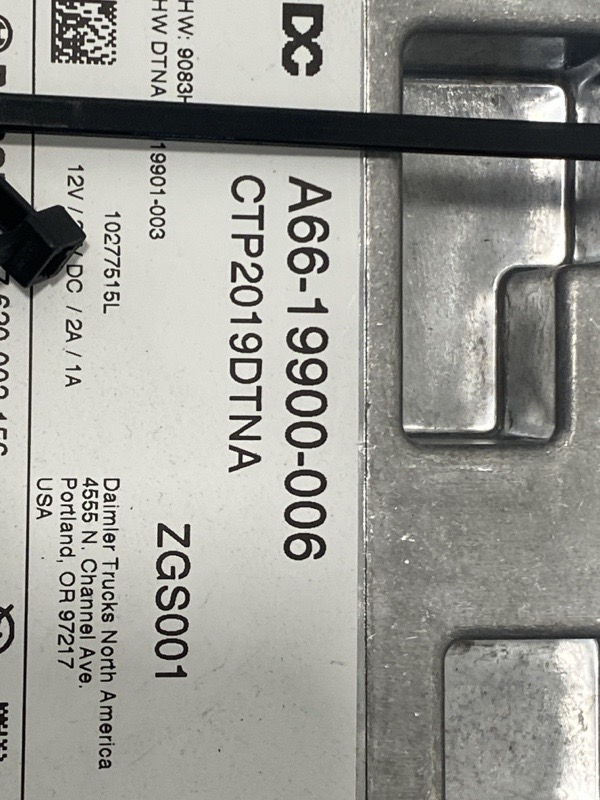 DC
A66-19900-006
CTP2019DTNA
HW: 9083
HW DTNA 19901-003
ZGS001
10277515L
12V / DC / 2A / 1A
Daimler Trucks North America
4555 N. Channel Ave.
Portland, OR 97217
USA